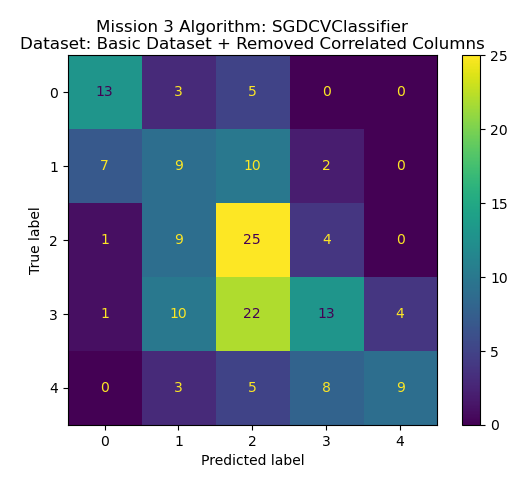 Mission 3 Algorithm: SGDCVClassifier
Dataset: Basic Dataset + Removed Correlated Columns
0 13 3 5 0 0
1 7 9 10 2 0
2 1 9 25 4 0
3 1 10 22 13 4
4 0 3 5 8 9
0 1 2 3 4
True label
Predicted label
25
20
15
10
5
0